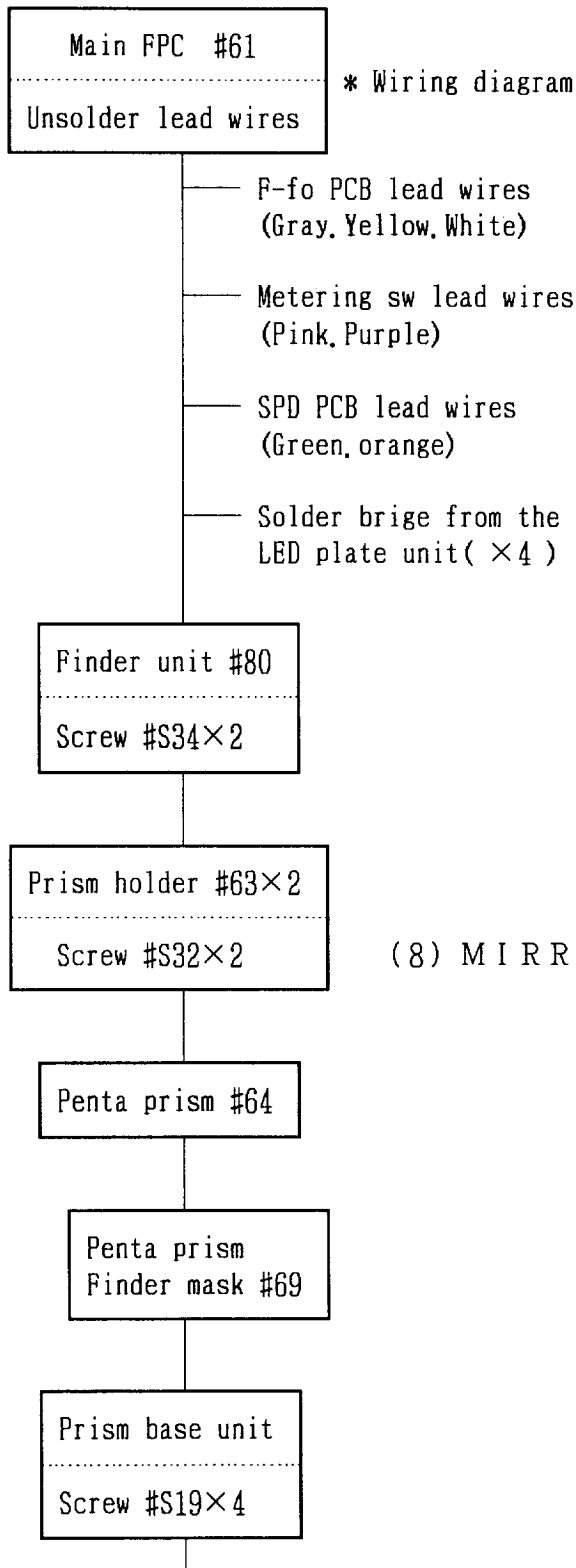 Main FPC #61
Unsolder lead wires
* Wiring diagram
F-fo PCB lead wires
(Gray.Yellow.White)
Metering sw lead wires
(Pink.Purple)
SPD PCB lead wires
(Green.orange)
Solder brige from the
LED plate unit( ×4 )
Finder unit #80
Screw #S34×2
Prism holder #63×2
Screw #S32×2
(8) MIRR
Penta prism #64
Penta prism
Finder mask #69
Prism base unit
Screw #S19×4